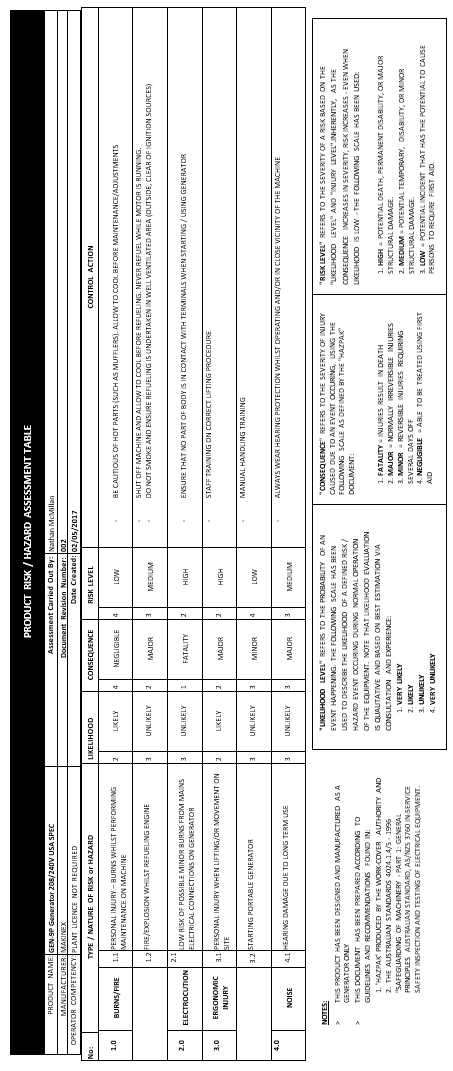 PRODUCT RISK / HAZARD ASSESSMENT TABLE
PRODUCT NAME: GEN-9P Generator 208/240V VISA SPEC Assessment Carried Out By: Nathan McMillan
MANUFACTURER: MAKNEX Document Revision Number: 002
OPERATOR COMPETENCY: PLANT LICENCE NOT REQUIRED Date Created: 02/05/2017
No: TYPE / NATURE OF RISK or HAZARD LIKELIHOOD CONSEQUENCE RISK LEVEL CONTROL ACTION
1.0 BURNS/FIRE 1.1 PERSONAL INJURY – BURNS WHILST PERFORMING 2 LIKELY 4 NEGLIGIBLE 4 LOW - BE CAUTIOUS OF HOT PARTS (SUCH AS MUFFLERS). ALLOW TO COOL BEFORE MAINTENANCE/ADJUSTMENTS
MAINTENANCE ON MACHINE
1.2 FIRE/EXPLOSION WHILST REFUELING ENGINE 3 UNLIKELY 2 MAJOR 3 MEDIUM - SHUT OFF MACHINE AND ALLOW TO COOL BEFORE REFUELING. NEVER REFUEL WHILE MOTOR IS RUNNING.
- DO NOT SMOKE AND ENSURE REFUELING IS UNDERTAKEN IN WELL VENTILATED AREA (OUTSIDE, CLEAR OF IGNITION SOURCES)
2.0 ELECTROCUTION 2.1 LOW RISK OF POSSIBLE MINOR BURNS FROM MAINS 3 UNLIKELY 1 FATALITY 2 HIGH - ENSURE THAT NO PART OF BODY IS IN CONTACT WITH TERMINALS WHEN STARTING / USING GENERATOR
ELECTRICAL CONNECTIONS ON GENERATOR
3.0 ERGONOMIC INJURY 3.1 PERSONAL INJURY WHEN LIFTING/OR MOVEMENT ON 2 LIKELY 2 MAJOR 2 HIGH - STAFF TRAINING ON CORRECT LIFTING PROCEDURE
SITE
3.2 STARTING PORTABLE GENERATOR 3 UNLIKELY 3 MINOR 4 LOW - MANUAL HANDLING TRAINING
4.0 NOISE 4.1 HEARING DAMAGE DUE TO LONG TERM USE 3 UNLIKELY 3 MAJOR 3 MEDIUM - ALWAYS WEAR HEARING PROTECTION WHILST OPERATING AND/OR IN CLOSE VICINITY OF THE MACHINE
NOTES:
> THIS PRODUCT HAS BEEN DESIGNED AND MANUFACTURED AS A
GENERATOR ONLY
> THIS DOCUMENT HAS BEEN PREPARED ACCORDING TO
GUIDELINES AND RECOMMENDATIONS FOUND IN:
1. 'HAZPAK' PRODUCED BY THE WORK-COVER AUTHORITY AND
2. THE AUSTRALIAN STANDARDS 4024.1.4/5 - 1996
"SAFEGUARDING OF MACHINERY - PART 1: GENERAL
PRINCIPLES AUSTRALIAN STANDARD, AS/NZS 3760 IN-SERVICE
SAFETY INSPECTION AND TESTING OF ELECTRICAL EQUIPMENT.
"LIKELIHOOD LEVEL" REFERS TO THE PROBABILITY OF AN
EVENT HAPPENING. THE FOLLOWING SCALE HAS BEEN
USED TO DESCRIBE THE LIKELIHOOD OF A DEFINED RISK /
HAZARD EVENT OCCURING DURING NORMAL OPERATION
OF THE EQUIPMENT. NOTE THAT LIKELIHOOD EVALUATION
IS QUALITATIVE AND BASED ON BEST ESTIMATION VIA
CONSULTATION AND EXPERIENCE:
1. VERY LIKELY
2. LIKELY
3. UNLIKELY
4. VERY UNLIKELY
"CONSEQUENCE" REFERS TO THE SEVERITY OF INJURY
CAUSED DUE TO AN EVENT OCCURING, USING THE
FOLLOWING SCALE AS DEFINED BY THE "HAZPAK"
DOCUMENT:
1. FATALITY = INJURIES RESULT IN DEATH
2. MAJOR = NORMALLY IRREVERSIBLE INJURIES
3. MINOR = REVERSIBLE INJURIES REQUIRING
SEVERAL DAYS OFF
4. NEGLIGIBLE = ABLE TO BE TREATED USING FIRST
AID
"RISK LEVEL" REFERS TO THE SEVERITY OF A RISK BASED ON THE
"LIKELIHOOD LEVEL" AND "INJURY LEVEL" INHERENTLY, AS THE
CONSEQUENCE INCREASES IN SEVERITY, RISK INCREASES - EVEN WHEN
LIKELIHOOD IS LOW - THE FOLLOWING SCALE HAS BEEN USED:
1. HIGH = POTENTIAL DEATH, PERMANENT DISABILITY, OR MAJOR
STRUCTURAL DAMAGE.
2. MEDIUM = POTENTIAL TEMPORARY, DISABILITY, OR MINOR
STRUCTURAL DAMAGE.
3. LOW = POTENTIAL INCIDENT THAT HAS THE POTENTIAL TO CAUSE
PERSONS TO REQUIRE FIRST AID.